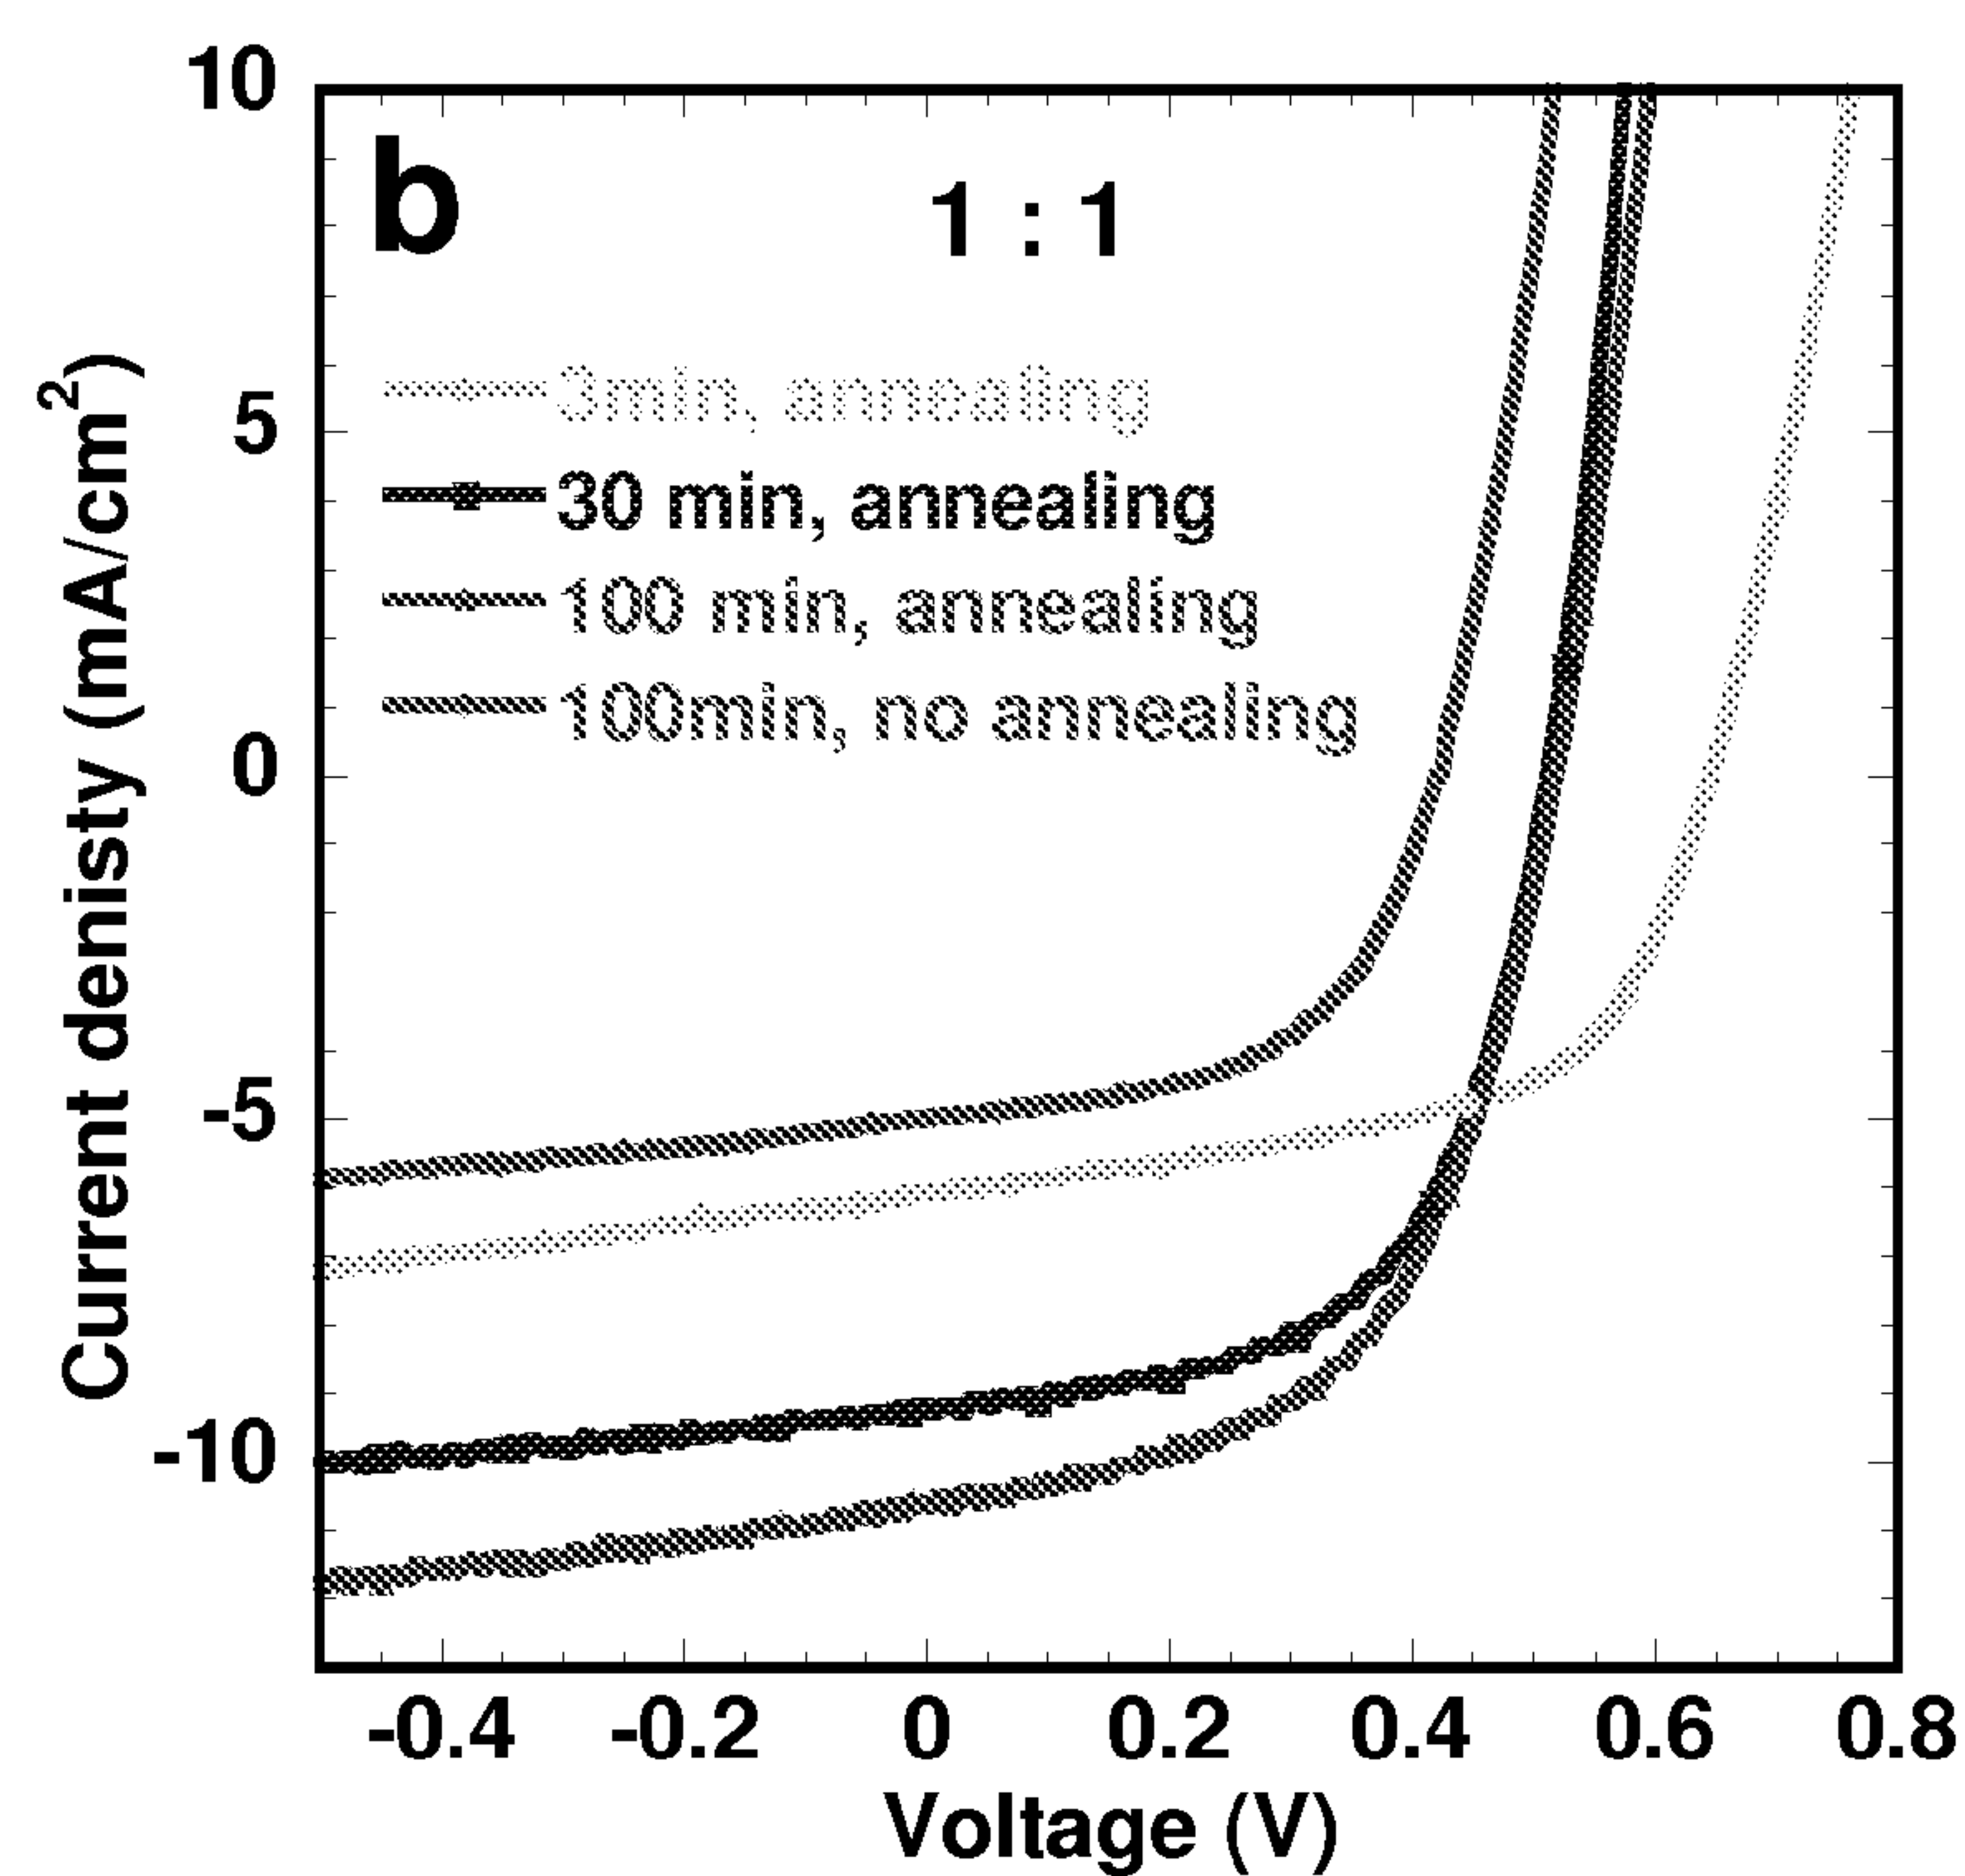 10
b
1 : 1
3min, annealing
5
30 min, annealing
100 min, annealing
100min, no annealing
0
-5
-10
Current denisty (mA/cm²)
-0.4 -0.2 0 0.2 0.4 0.6 0.8
Voltage (V)